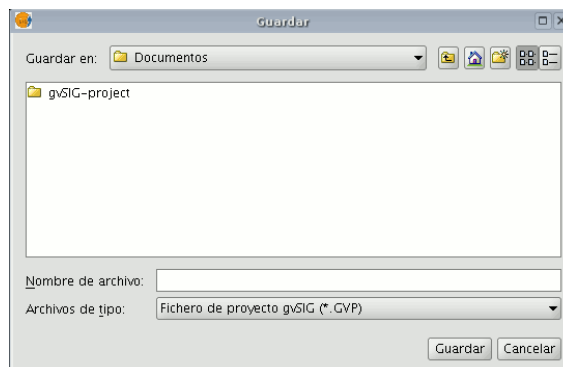 Guardar
Guardar en: Documentos
gvSIG-project
Nombre de archivo:
Archivos de tipo: Fichero de proyecto gvSIG (*.GVP)
Guardar Cancelar